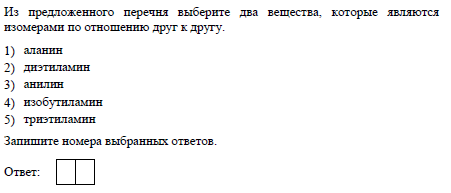 Из предложенного перечня выберите два вещества, которые являются
изомерами по отношению друг к другу.
1) аланин
2) диэтиламин
3) анилин
4) изобутиламин
5) триэтиламин
Запишите номера выбранных ответов.
Ответ: